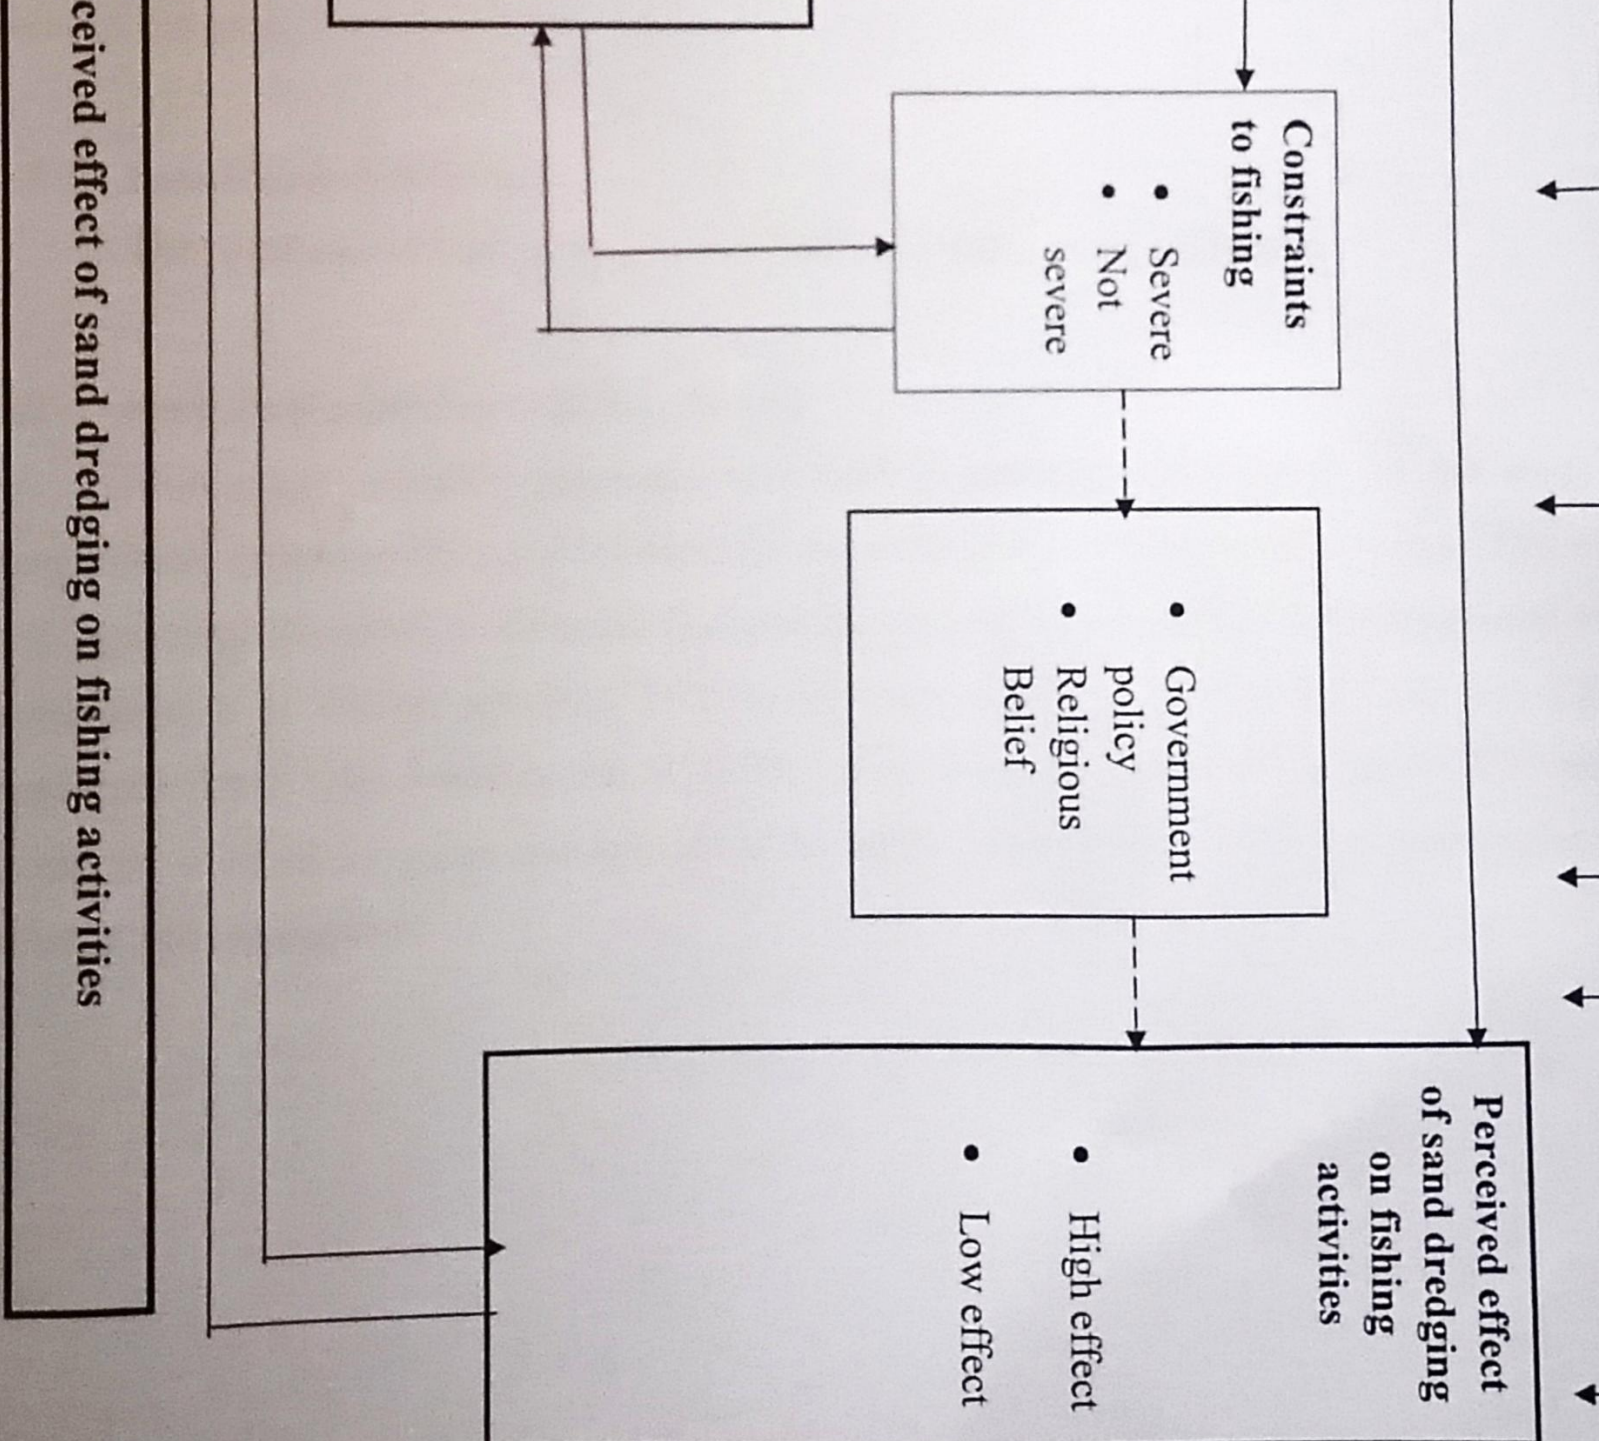 Constraints
to fishing
• Severe
• Not
severe
• Government
policy
• Religious
Belief
Perceived effect
of sand dredging
on fishing
activities
• High effect
• Low effect
ceived effect of sand dredging on fishing activities